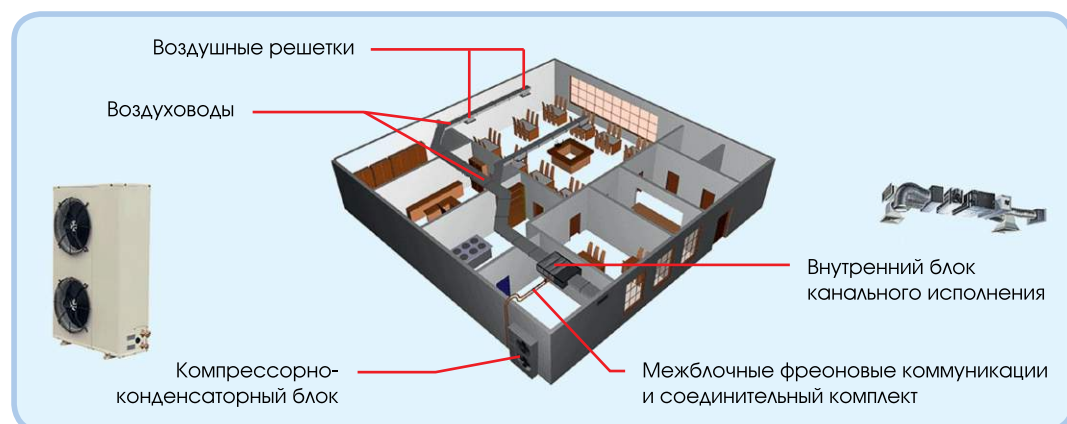 Воздушные решетки
Воздуховоды
Внутренний блок
канального исполнения
Компрессорно-
конденсаторный блок
Межблочные фреоновые коммуникации
и соединительный комплект